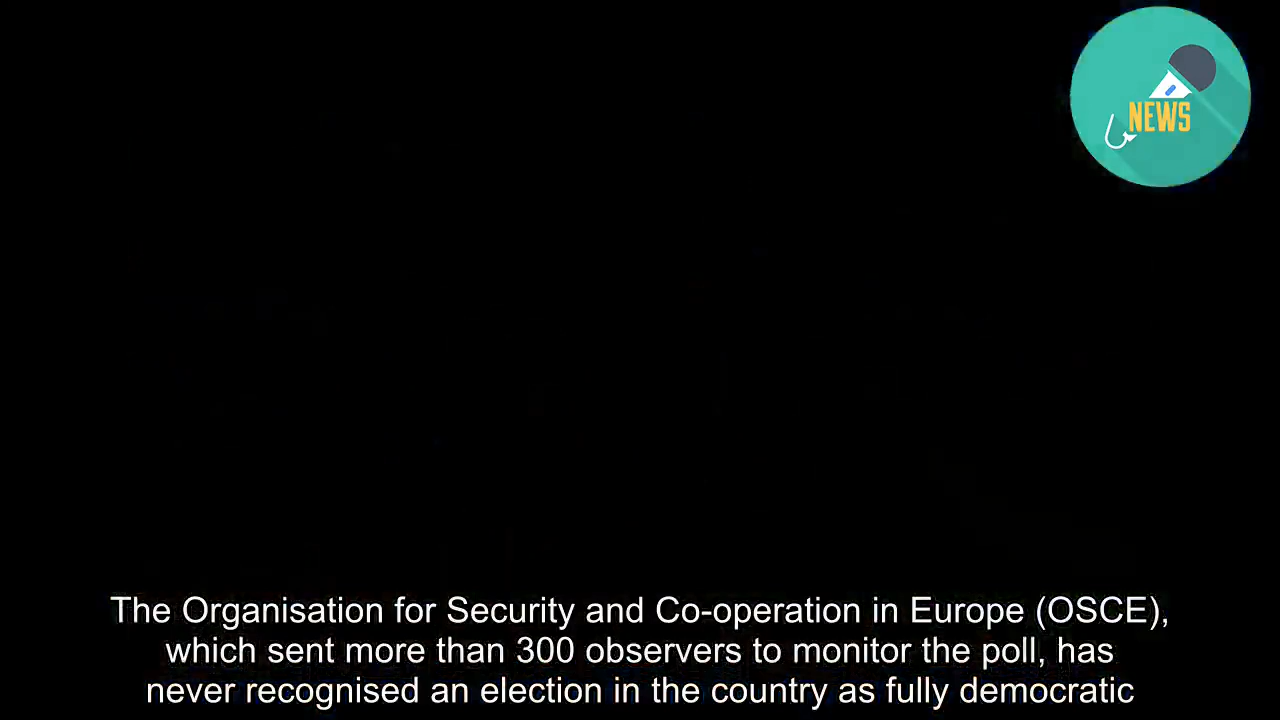 NEWS
The Organisation for Security and Co-operation in Europe (OSCE),
which sent more than 300 observers to monitor the poll, has
never recognised an election in the country as fully democratic